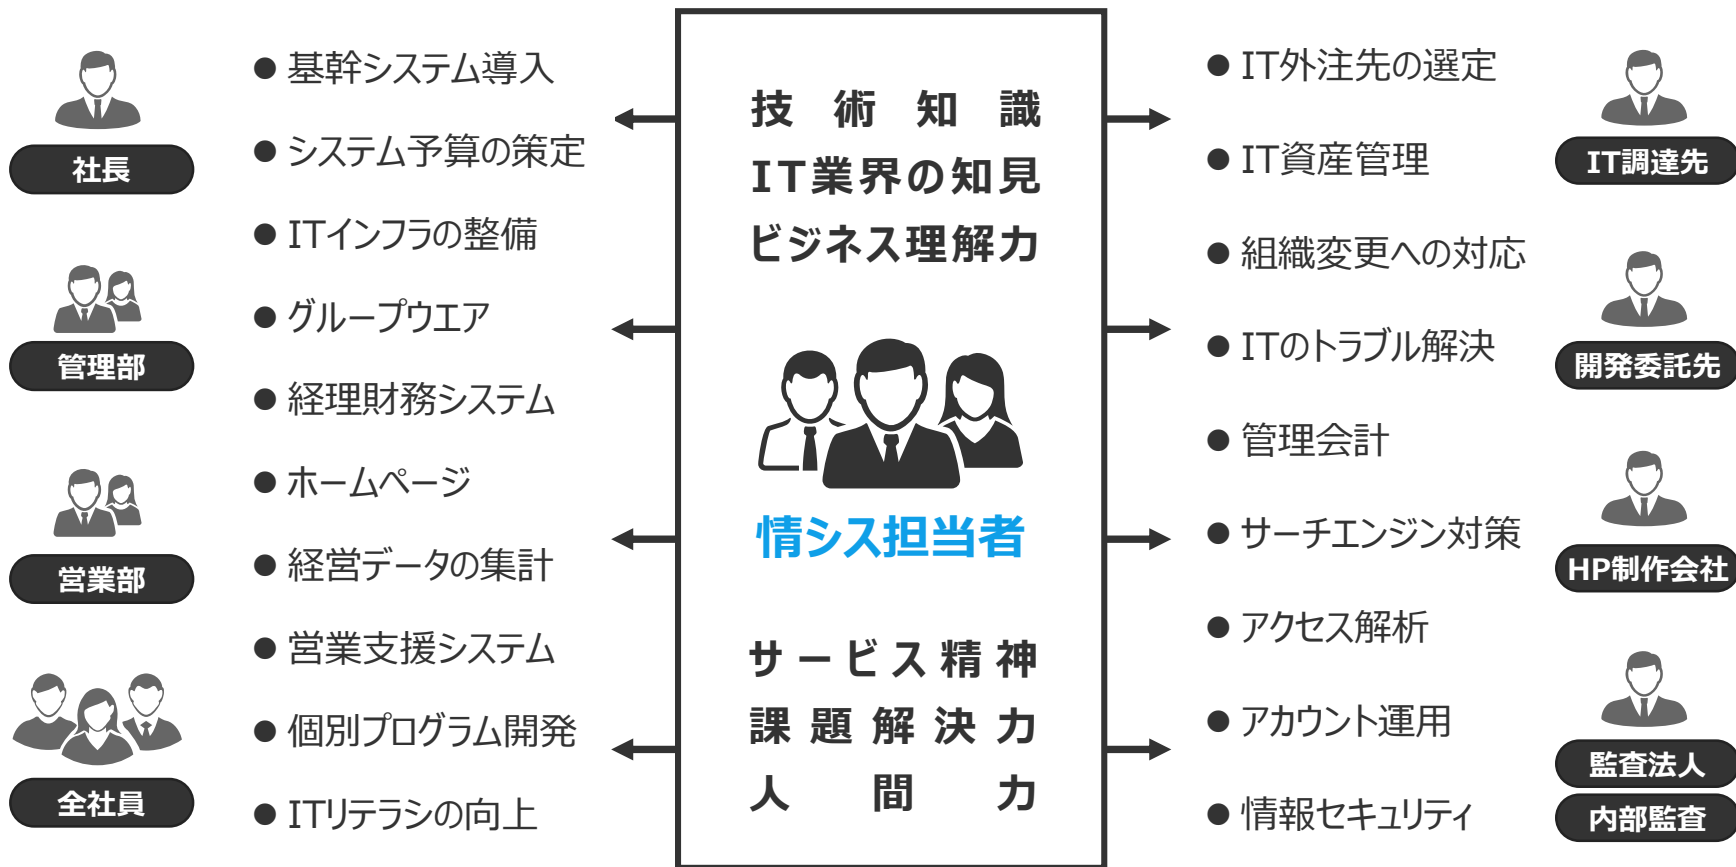 社長
管理部
営業部
全社員
● 基幹システム導入
● システム予算の策定
● ITインフラの整備
● グループウエア
● 経理財務システム
● ホームページ
● 経営データの集計
● 営業支援システム
● 個別プログラム開発
● ITリテラシの向上
技術知識
IT業界の知見
ビジネス理解力
情シス担当者
サービス精神
課題解決力
人間力
● IT外注先の選定
● IT資産管理
● 組織変更への対応
● ITのトラブル解決
● 管理会計
● サーチエンジン対策
● アクセス解析
● アカウント運用
● 情報セキュリティ
IT調達先
開発委託先
HP制作会社
監査法人
内部監査